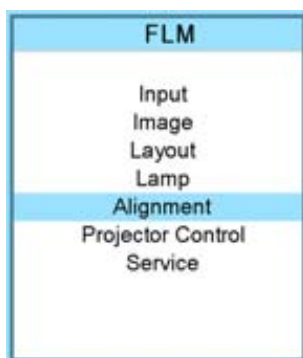 FLM
Input
Image
Layout
Lamp
Alignment
Projector Control
Service